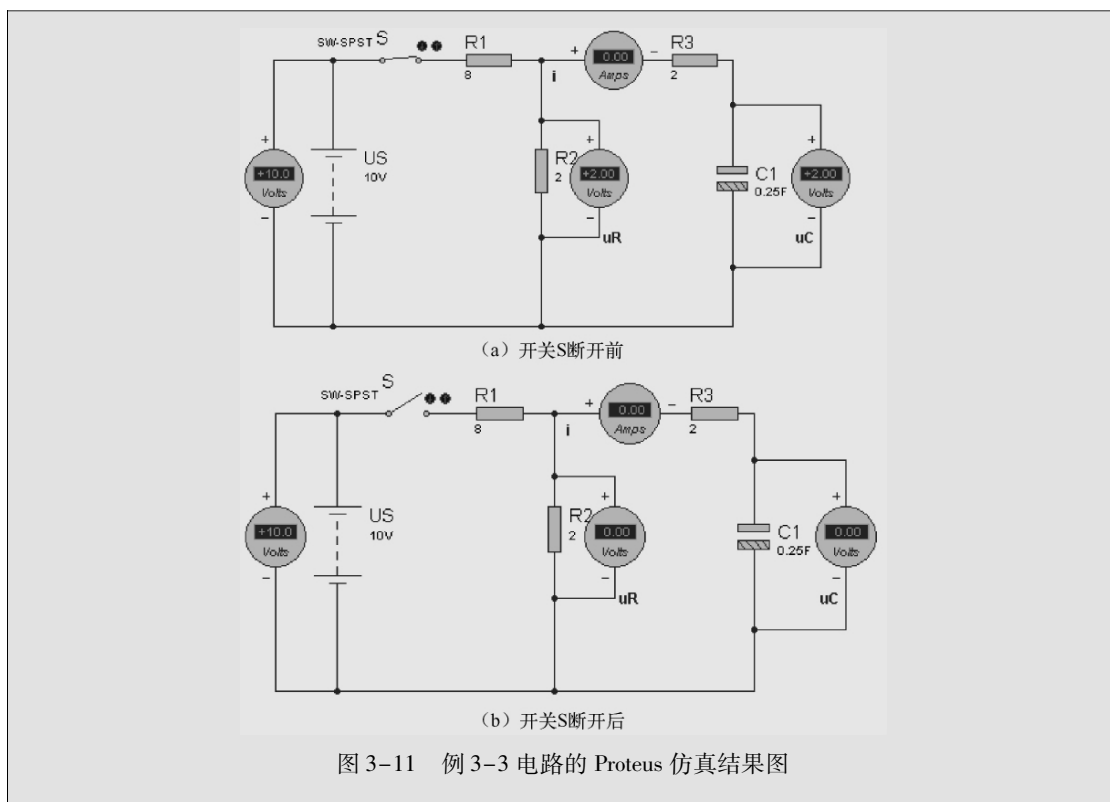 SW-SPST S R1 R3
+ 0.00 Amps −
8 i 2
+ +10.0 Volts −
US
10V
R2
2
+ +2.00 Volts −
uR
C1
0.25F
+ +2.00 Volts −
uC
（a）开关S断开前
SW-SPST S R1 R3
+ 0.00 Amps −
8 i 2
+ +10.0 Volts −
US
10V
R2
2
+ 0.00 Volts −
uR
C1
0.25F
+ 0.00 Volts −
uC
（b）开关S断开后
图 3-11 例 3-3 电路的 Proteus 仿真结果图